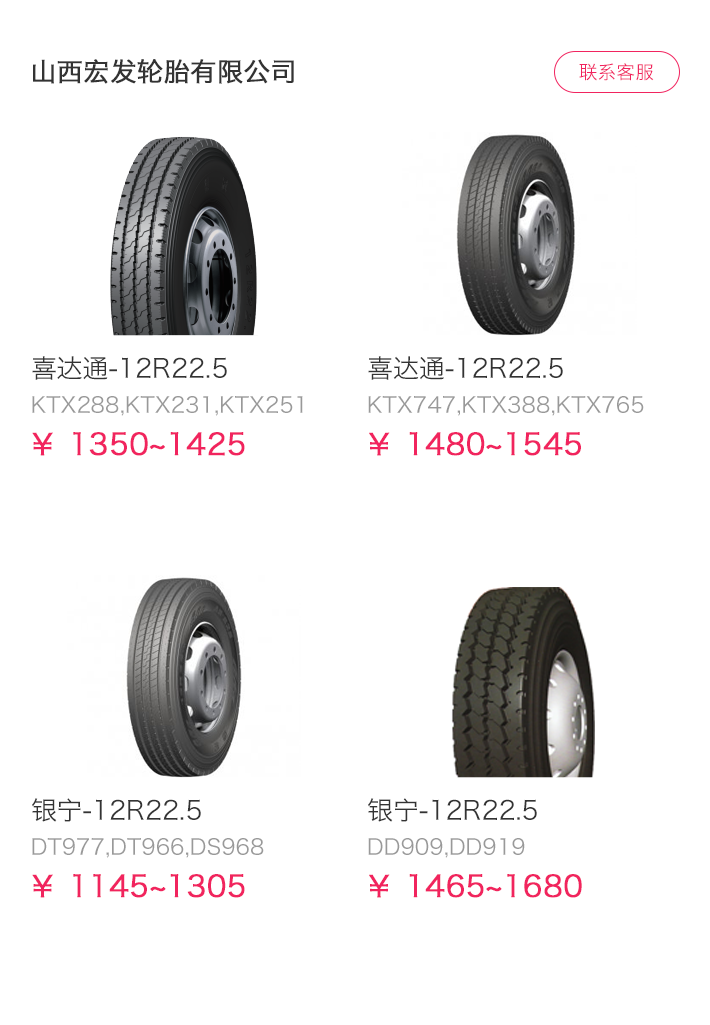 山西宏发轮胎有限公司
联系客服
喜达通-12R22.5
KTX288,KTX231,KTX251
¥ 1350~1425
喜达通-12R22.5
KTX747,KTX388,KTX765
¥ 1480~1545
银宁-12R22.5
DT977,DT966,DS968
¥ 1145~1305
银宁-12R22.5
DD909,DD919
¥ 1465~1680